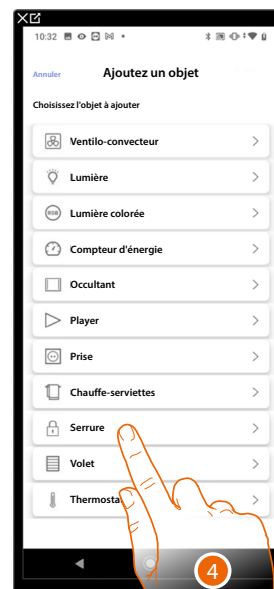 10:32
Annuler Ajoutez un objet
Choisissez l'objet à ajouter
Ventilo-convecteur
Lumière
RGB Lumière colorée
Compteur d'énergie
Occultant
Player
Prise
Chauffe-serviettes
Serrure
Volet
Thermosta
4